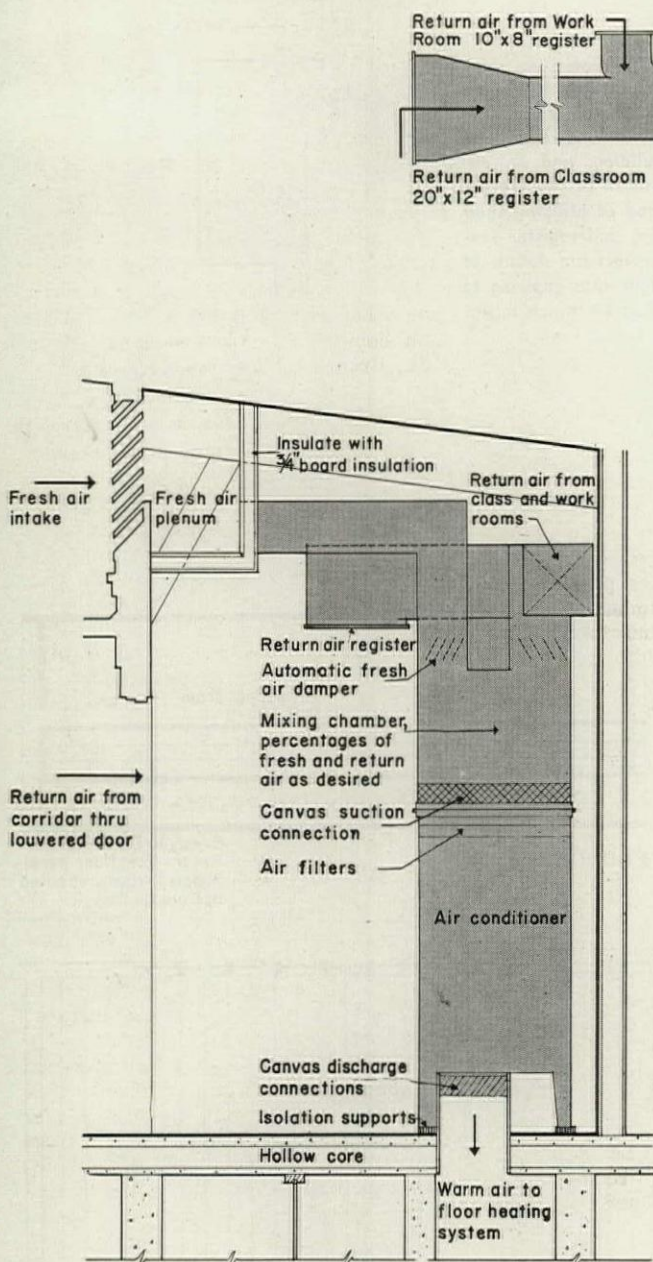 Return air from Work
Room 10"x8"register
Return air from Classroom
20"x12" register
Insulate with
3/4" board insulation
Return air from
class and work
rooms
Fresh air
intake
Fresh air
plenum
Return air register
Automatic fresh
air damper
Mixing chamber,
percentages of
fresh and return
air as desired
Return air from
corridor thru
louvered door
Canvas suction
connection
Air filters
Air conditioner
Canvas discharge
connections
Isolation supports
Hollow core
Warm air to
floor heating
system